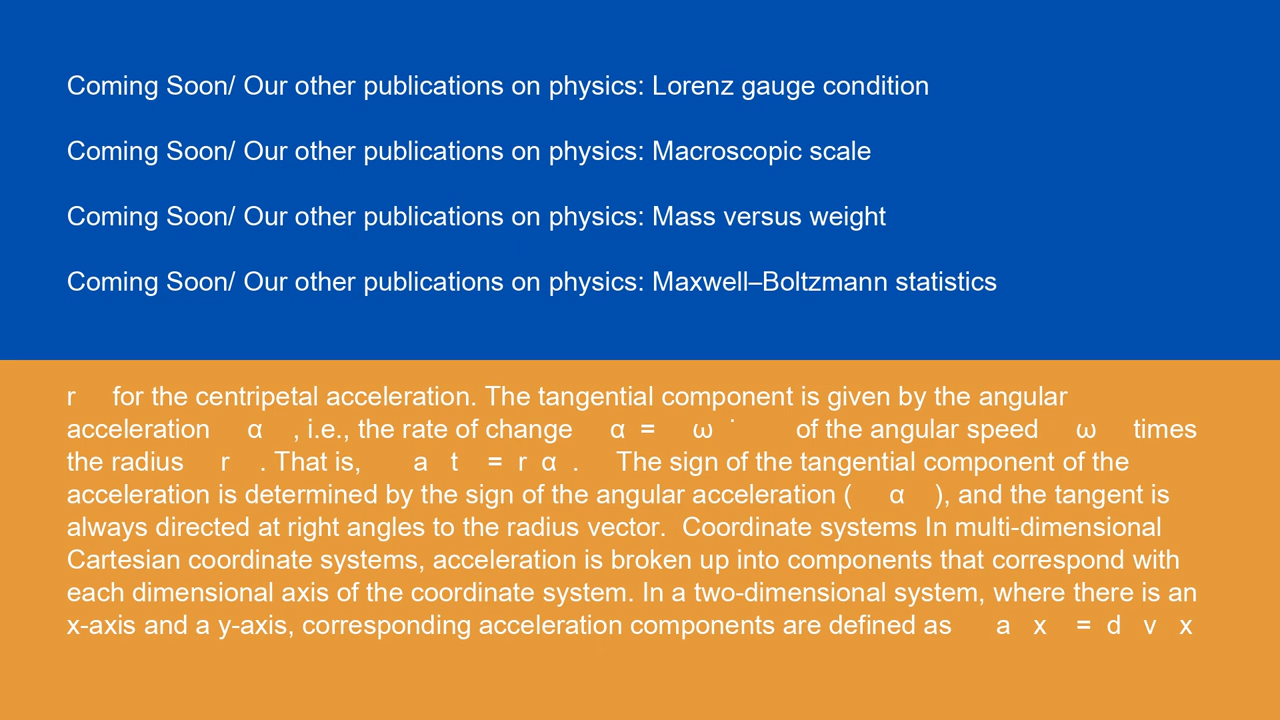 Coming Soon/ Our other publications on physics: Lorenz gauge condition
Coming Soon/ Our other publications on physics: Macroscopic scale
Coming Soon/ Our other publications on physics: Mass versus weight
Coming Soon/ Our other publications on physics: Maxwell–Boltzmann statistics
r for the centripetal acceleration. The tangential component is given by the angular
acceleration α , i.e., the rate of change α = ω ˙ of the angular speed ω times
the radius r . That is, a t = r α . The sign of the tangential component of the
acceleration is determined by the sign of the angular acceleration ( α ), and the tangent is
always directed at right angles to the radius vector. Coordinate systems In multi-dimensional
Cartesian coordinate systems, acceleration is broken up into components that correspond with
each dimensional axis of the coordinate system. In a two-dimensional system, where there is an
x-axis and a y-axis, corresponding acceleration components are defined as a x = d v x